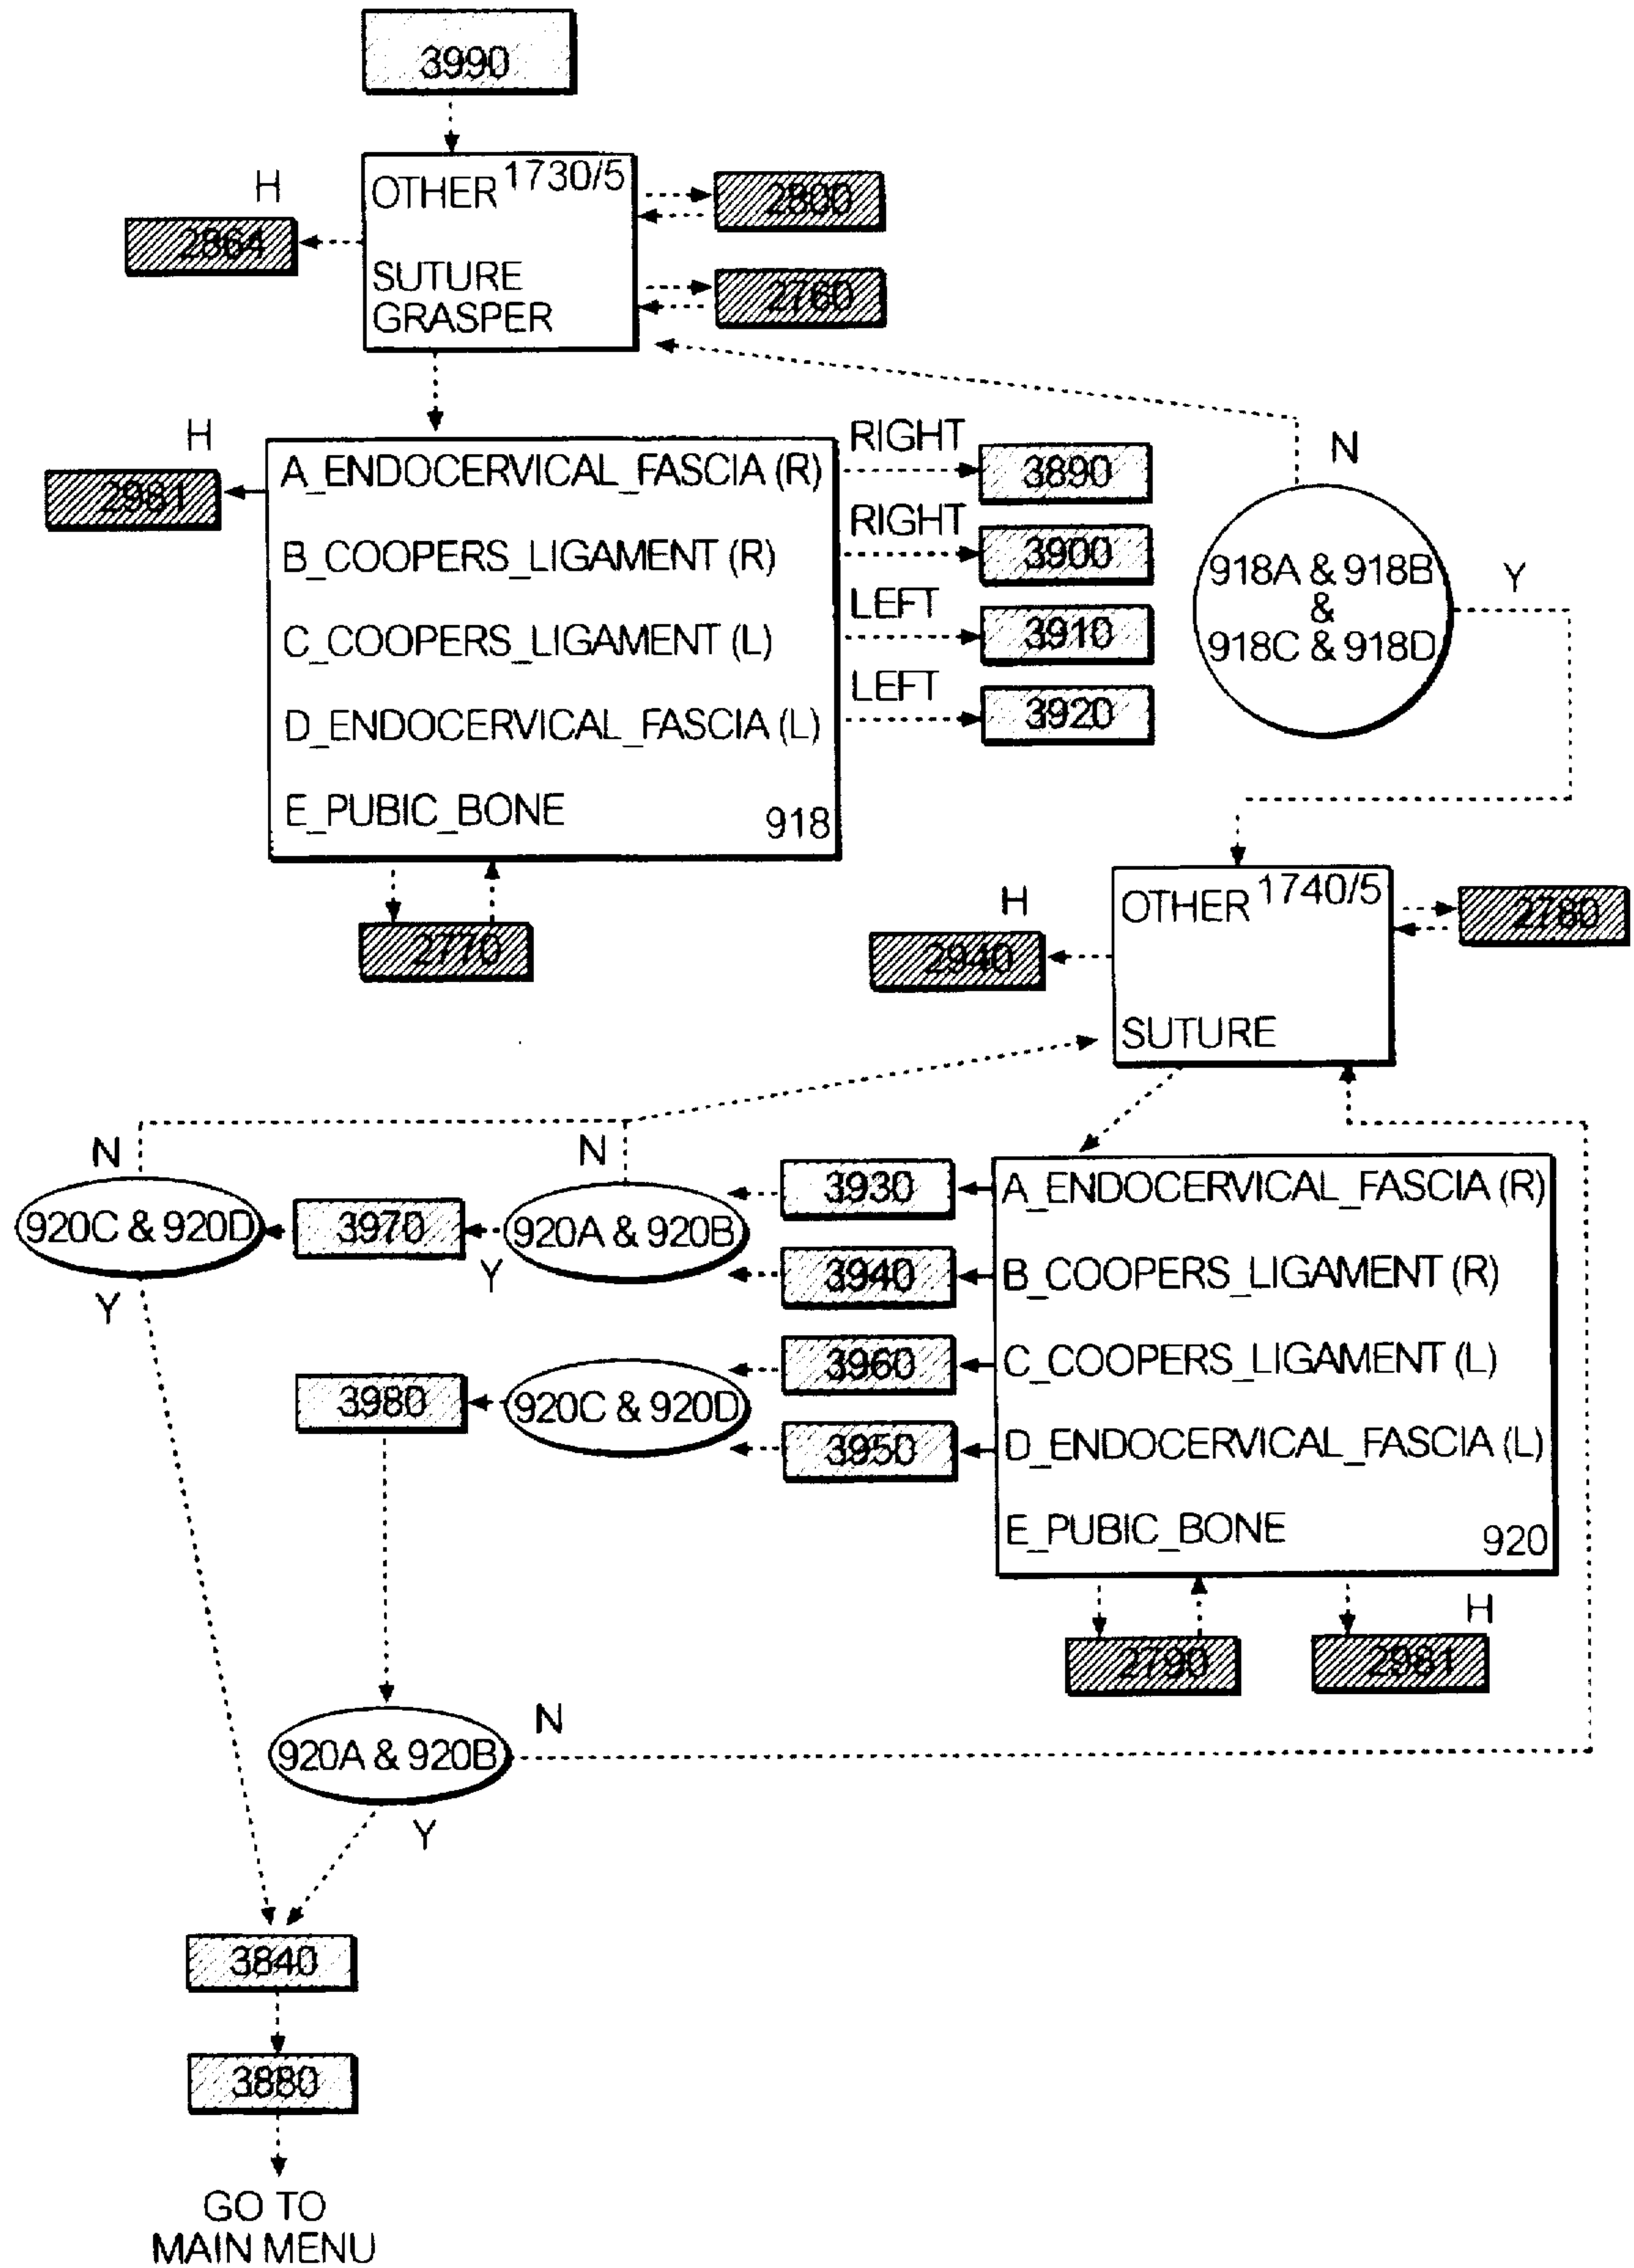 3990
OTHER 1730/5
2800
H
2864
SUTURE
GRASPER
2760
H
2981
A_ENDOCERVICAL_FASCIA (R)
RIGHT
3890
N
B_COOPERS_LIGAMENT (R)
RIGHT
3900
918A & 918B
&
918C & 918D
Y
C_COOPERS_LIGAMENT (L)
LEFT
3910
D_ENDOCERVICAL_FASCIA (L)
LEFT
3920
E_PUBIC_BONE
918
2770
OTHER 1740/5
2780
H
2940
SUTURE
N
N
920C & 920D
3970
920A & 920B
3930
A_ENDOCERVICAL_FASCIA (R)
Y
Y
3940
B_COOPERS_LIGAMENT (R)
3980
920C & 920D
3960
C_COOPERS_LIGAMENT (L)
3950
D_ENDOCERVICAL_FASCIA (L)
E_PUBIC_BONE
920
H
2790
2981
920A & 920B
N
Y
3840
3880
GO TO
MAIN MENU